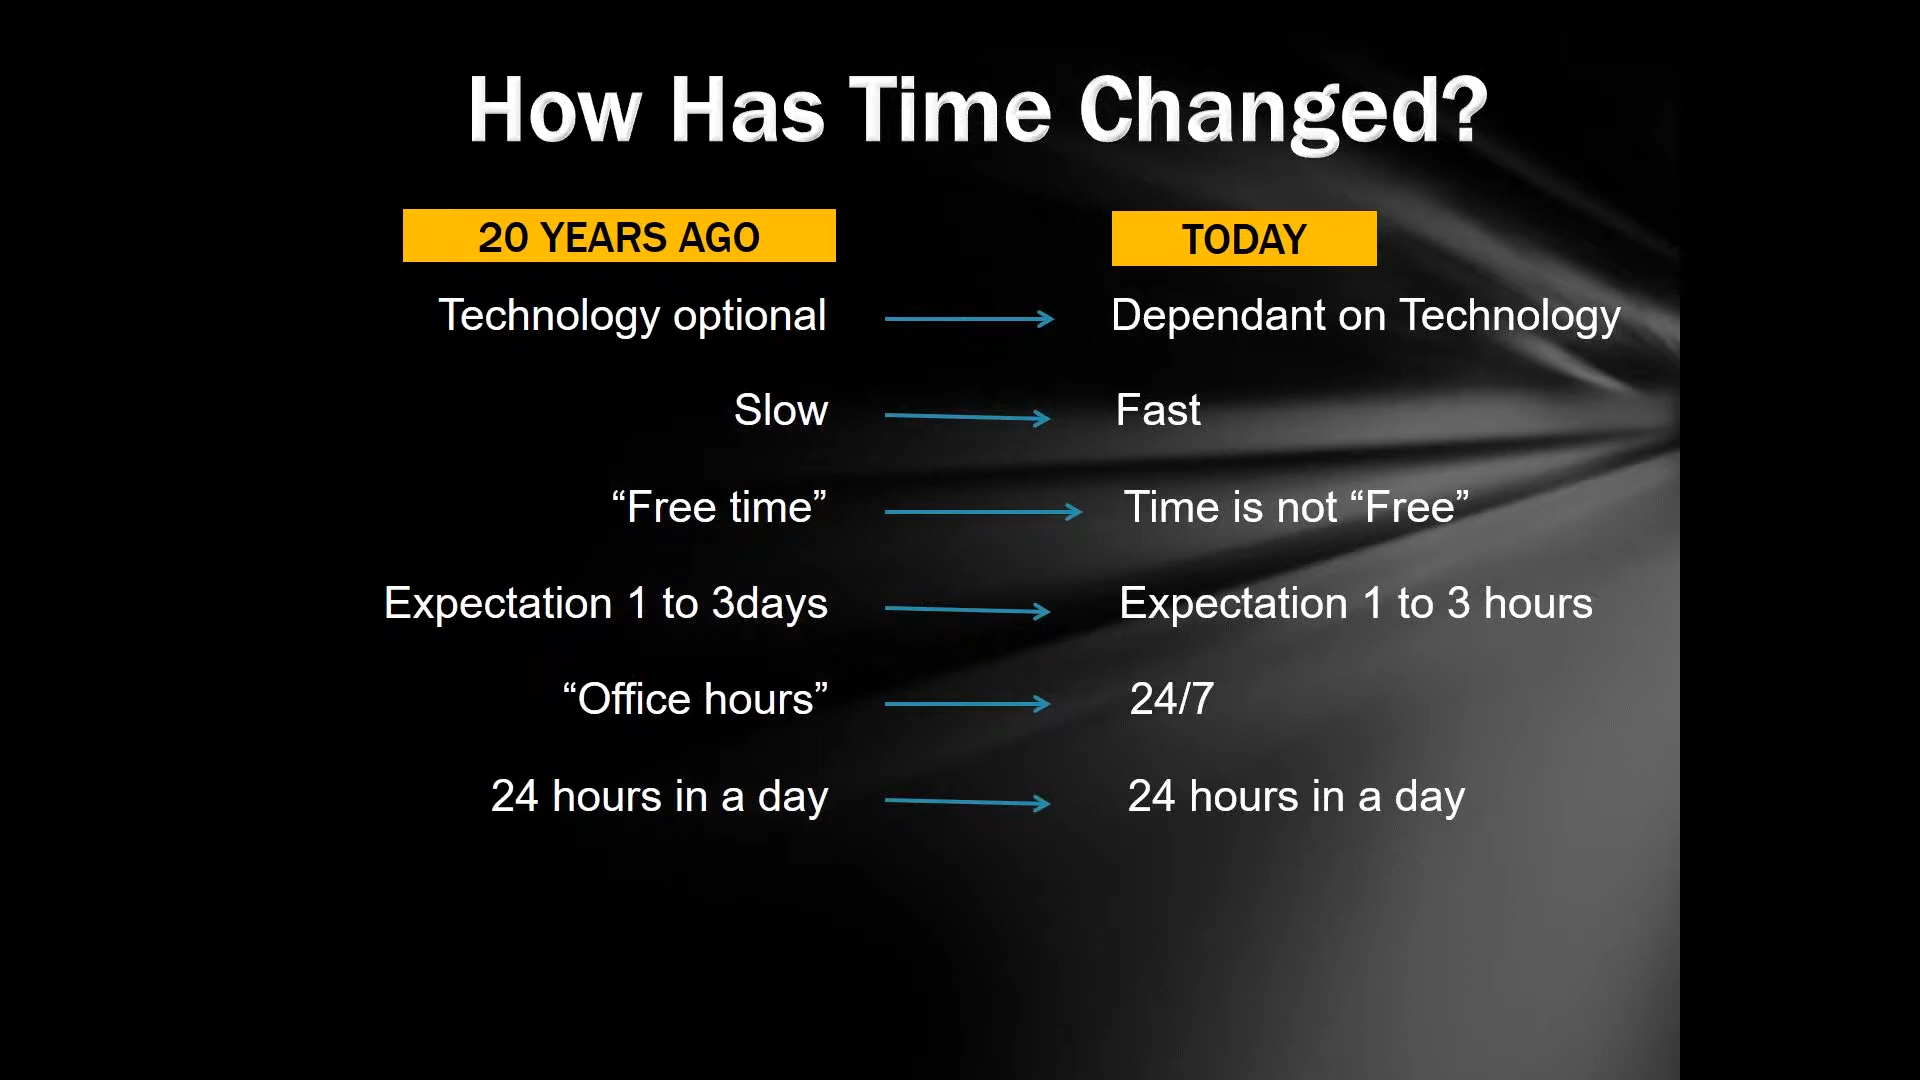 How Has Time Changed?
20 YEARS AGO
TODAY
Technology optional
Dependant on Technology
Slow
Fast
“Free time”
Time is not “Free”
Expectation 1 to 3days
Expectation 1 to 3 hours
“Office hours”
24/7
24 hours in a day
24 hours in a day